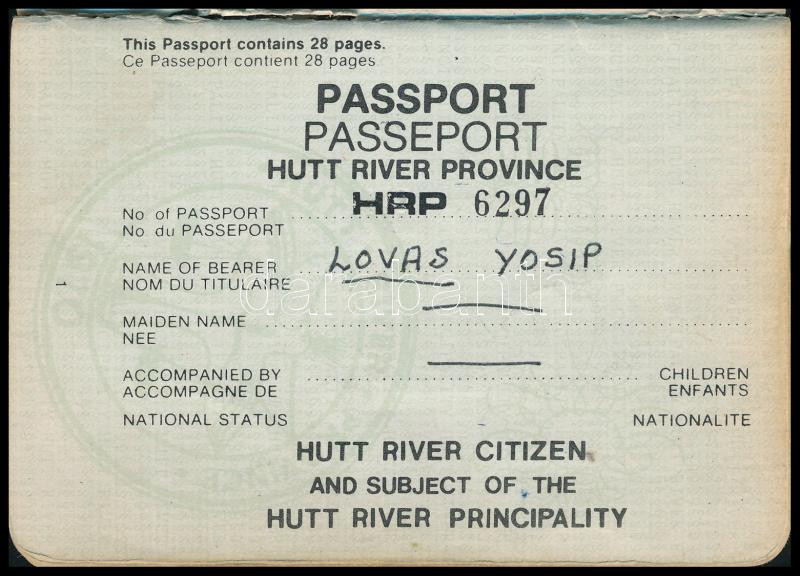 This Passport contains 28 pages.
Ce Passeport contient 28 pages
PASSPORT
PASSEPORT
HUTT RIVER PROVINCE
No of PASSPORT HRP 6297
No du PASSEPORT
NAME OF BEARER LOVAS YOSIP
NOM DU TITULAIRE
darabanth
1
MAIDEN NAME
NEE
ACCOMPANIED BY CHILDREN
ACCOMPAGNE DE ENFANTS
NATIONAL STATUS NATIONALITE
HUTT RIVER CITIZEN
AND SUBJECT OF THE
HUTT RIVER PRINCIPALITY